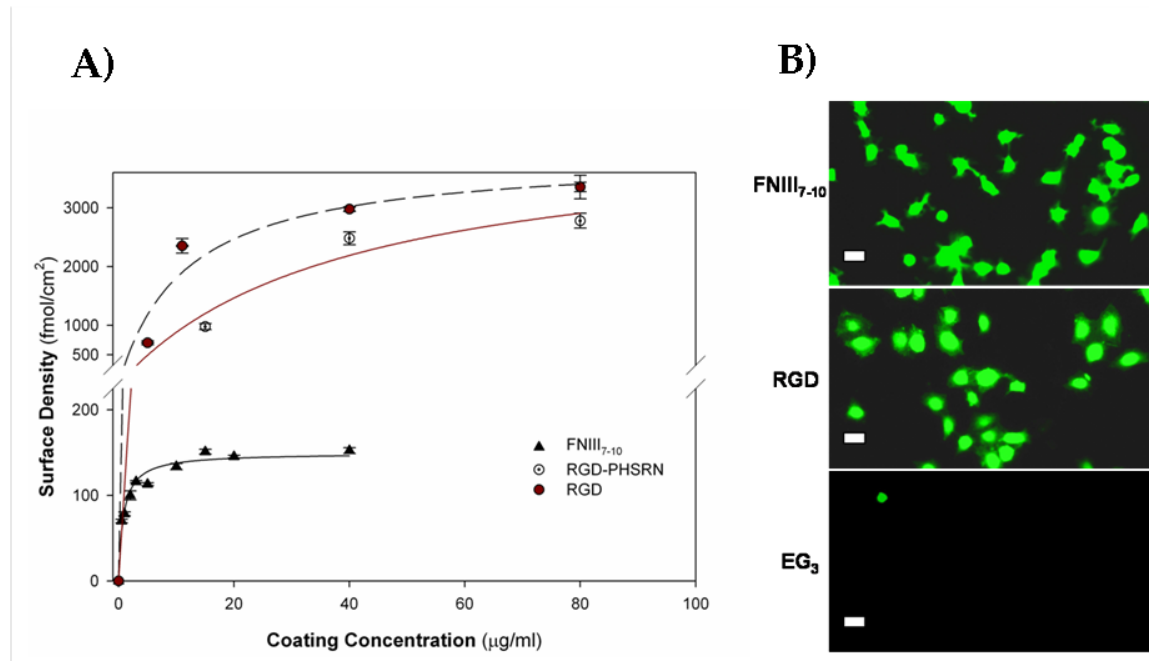 A)
B)
Surface Density (fmol/cm²)
3000
2000
1000
500
200
100
0
0
20
40
60
80
100
Coating Concentration (μg/ml)
FNIII₇₋₁₀
RGD-PHSRN
RGD
FNIII₇₋₁₀
RGD
EG₃